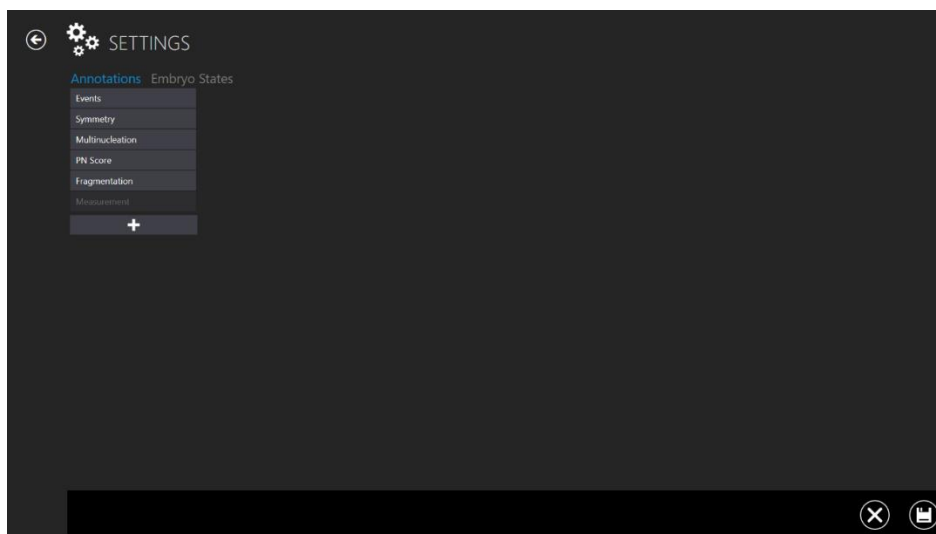 SETTINGS
Annotations Embryo States
Events
Symmetry
Multinucleation
PN Score
Fragmentation
Measurement